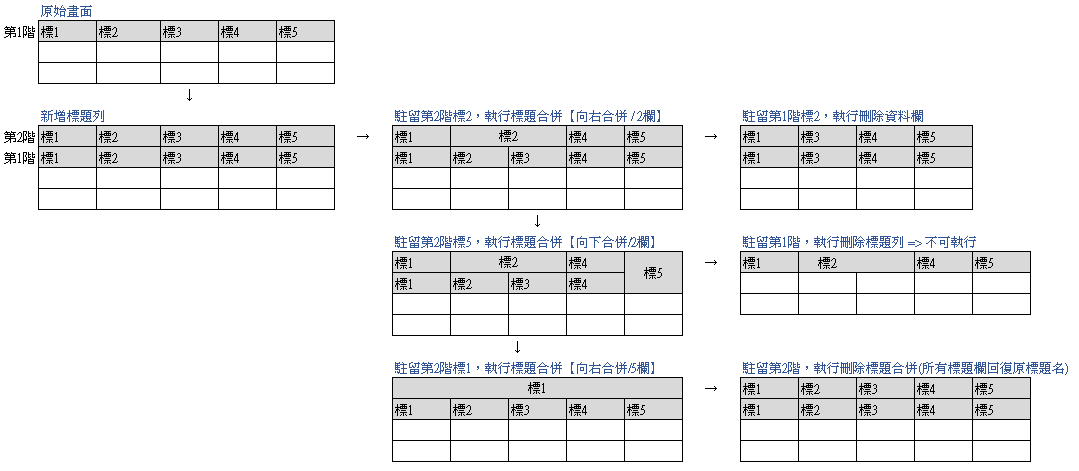 原始畫面
第1階 標1 標2 標3 標4 標5
↓
新增標題列
第2階 標1 標2 標3 標4 標5
第1階 標1 標2 標3 標4 標5
→
駐留第2階標2，執行標題合併【向右合併 / 2欄】
標1 標2 標4 標5
標1 標2 標3 標4 標5
→
駐留第1階標2，執行刪除資料欄
標1 標3 標4 標5
標1 標3 標4 標5
↓
駐留第2階標5，執行標題合併【向下合併/2欄】
標1 標2 標4 標5
標1 標2 標3 標4
→
駐留第1階，執行刪除標題列 => 不可執行
標1 標2 標4 標5
↓
駐留第2階標1，執行標題合併【向右合併/5欄】
標1
標1 標2 標3 標4 標5
→
駐留第2階，執行刪除標題合併(所有標題欄回復原標題名)
標1 標2 標3 標4 標5
標1 標2 標3 標4 標5